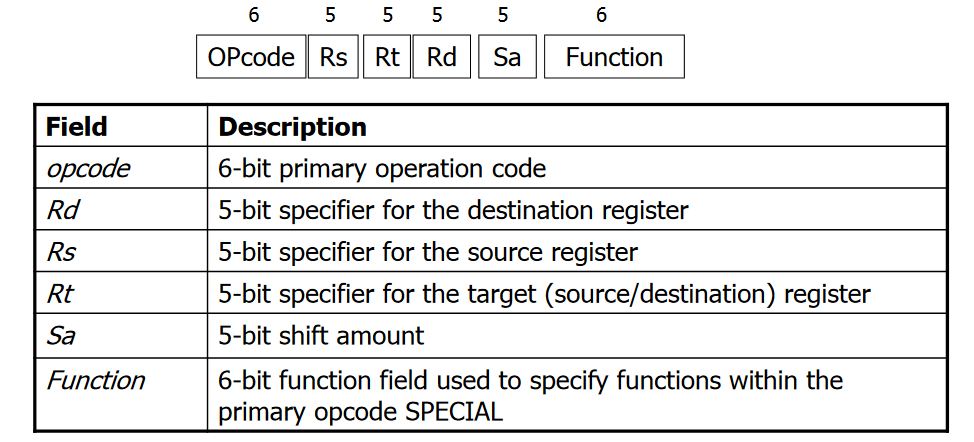 6 5 5 5 5 6
OPcode Rs Rt Rd Sa Function
Field Description
opcode 6-bit primary operation code
Rd 5-bit specifier for the destination register
Rs 5-bit specifier for the source register
Rt 5-bit specifier for the target (source/destination) register
Sa 5-bit shift amount
Function 6-bit function field used to specify functions within the
primary opcode SPECIAL